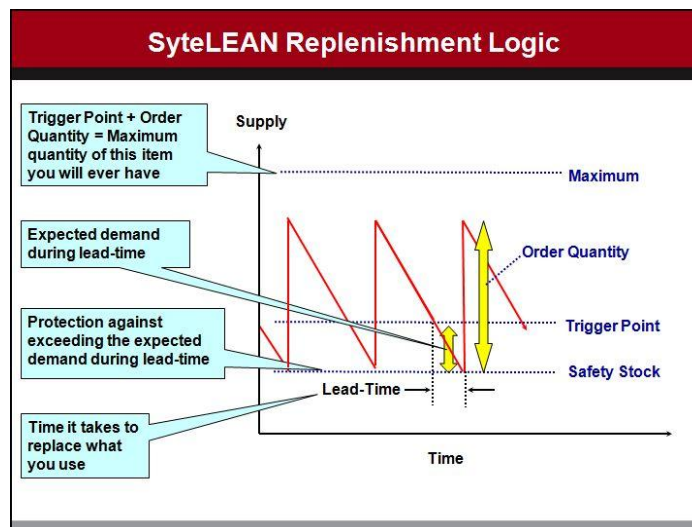 SyteLEAN Replenishment Logic
Trigger Point + Order
Quantity = Maximum
quantity of this item
you will ever have
Supply
Maximum
Expected demand
during lead-time
Order Quantity
Protection against
exceeding the expected
demand during lead-time
Trigger Point
Safety Stock
Lead-Time
Time it takes to
replace what
you use
Time